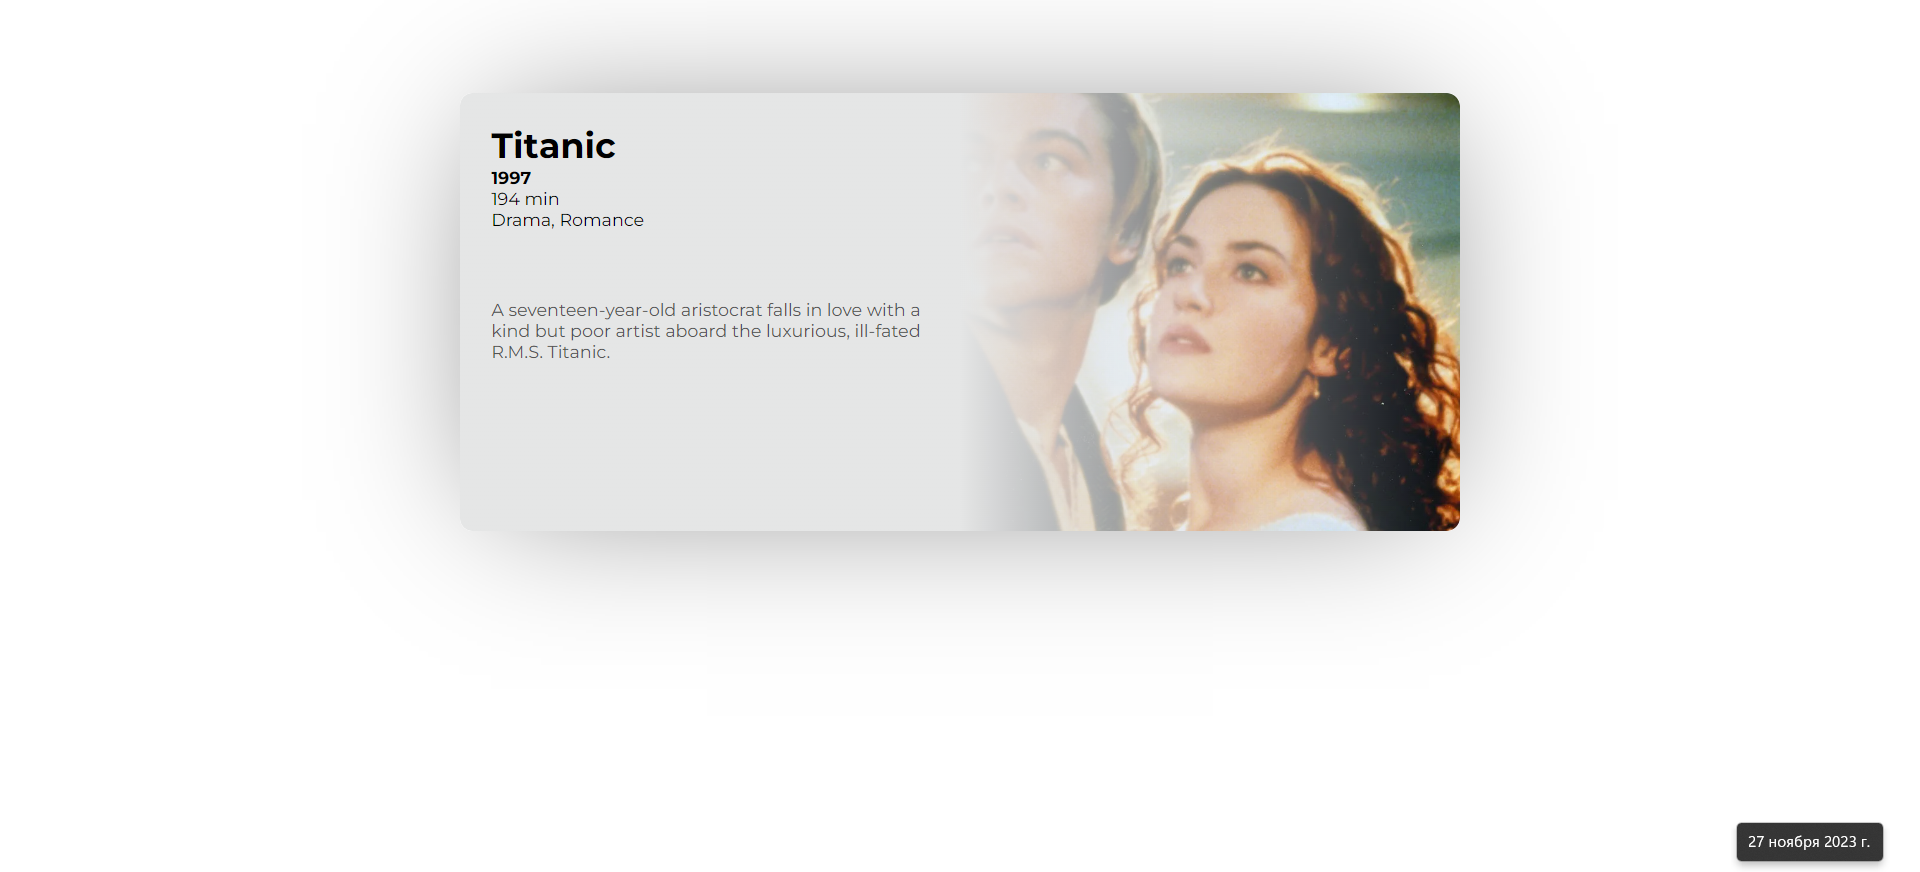 Titanic
1997
194 min
Drama, Romance
A seventeen-year-old aristocrat falls in love with a
kind but poor artist aboard the luxurious, ill-fated
R.M.S. Titanic.
27 ноября 2023 г.